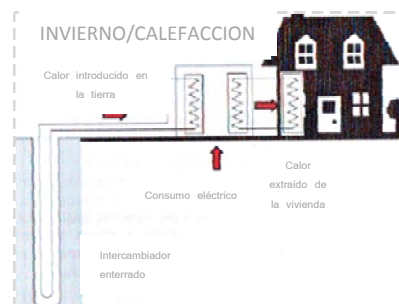 INVIERNO/CALEFACCION
Calor introducido en
la tierra
Consumo eléctrico
Calor
extraído de
la vivienda
Intercambiador
enterrado